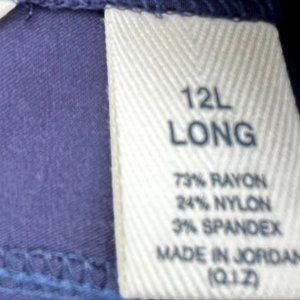 12L
LONG
73% RAYON
24% NYLON
3% SPANDEX
MADE IN JORDAN
(Q.I.Z)